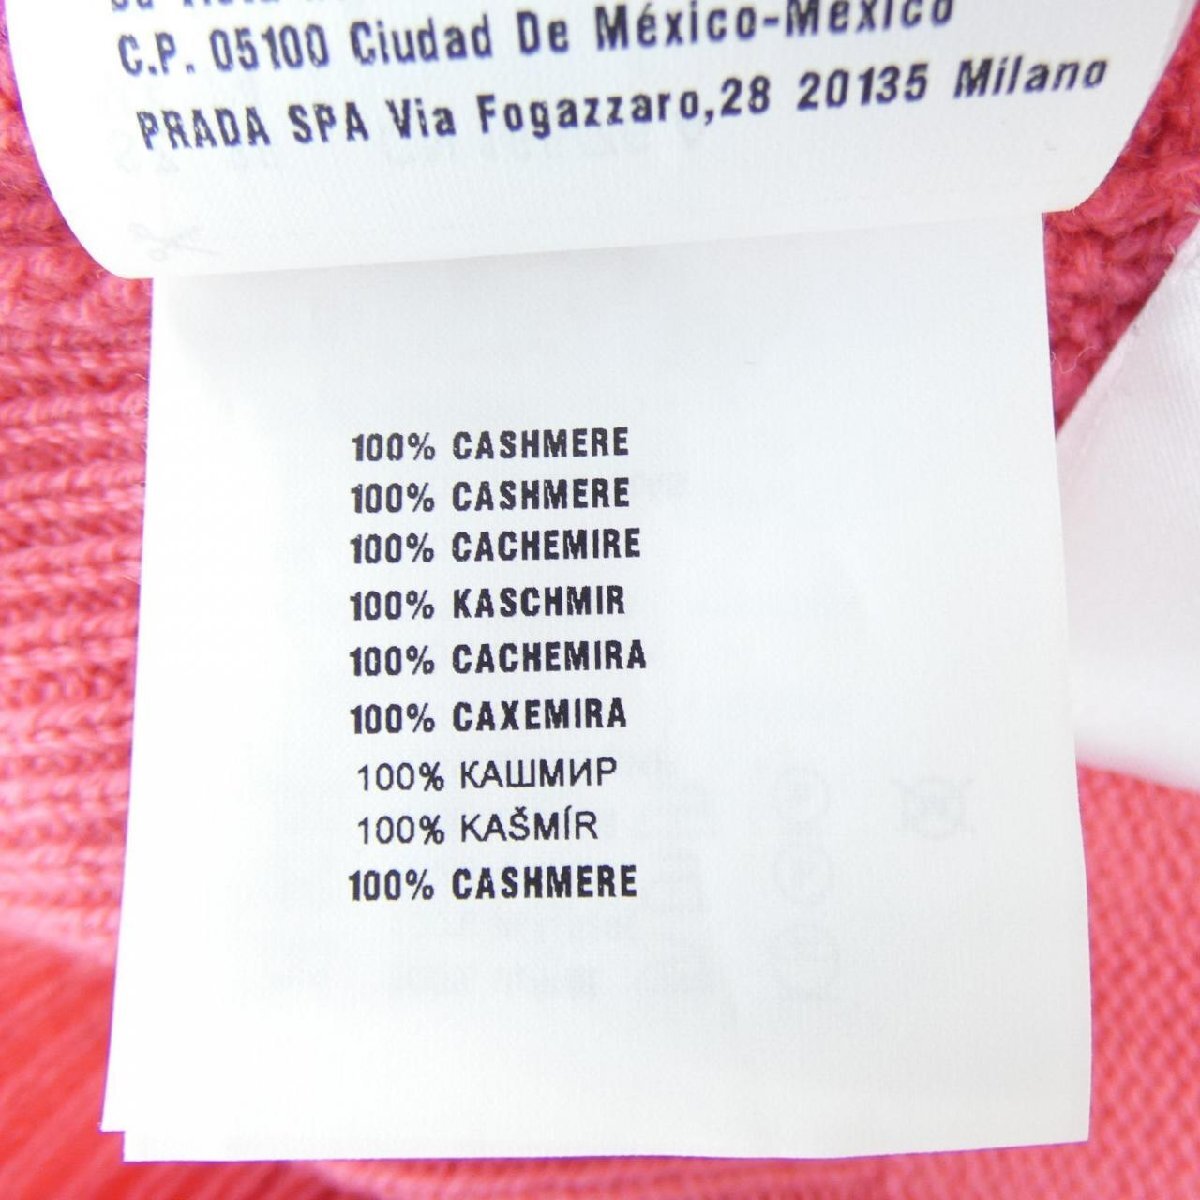 C.P. 05100 Ciudad De México-México
PRADA SPA Via Fogazzaro,28 20135 Milano
100% CASHMERE
100% CASHMERE
100% CACHEMIRE
100% KASCHMIR
100% CACHEMIRA
100% CAXEMIRA
100% КАШМИР
100% KAŠMÍR
100% CASHMERE